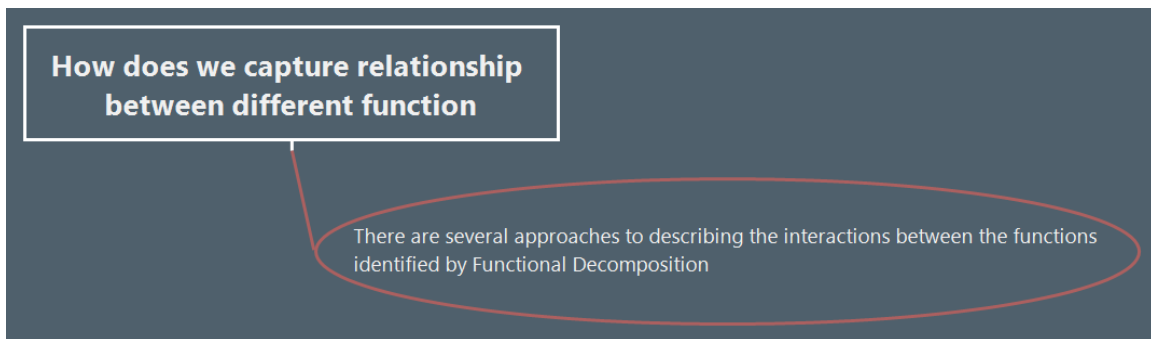 How does we capture relationship
between different function
There are several approaches to describing the interactions between the functions
identified by Functional Decomposition